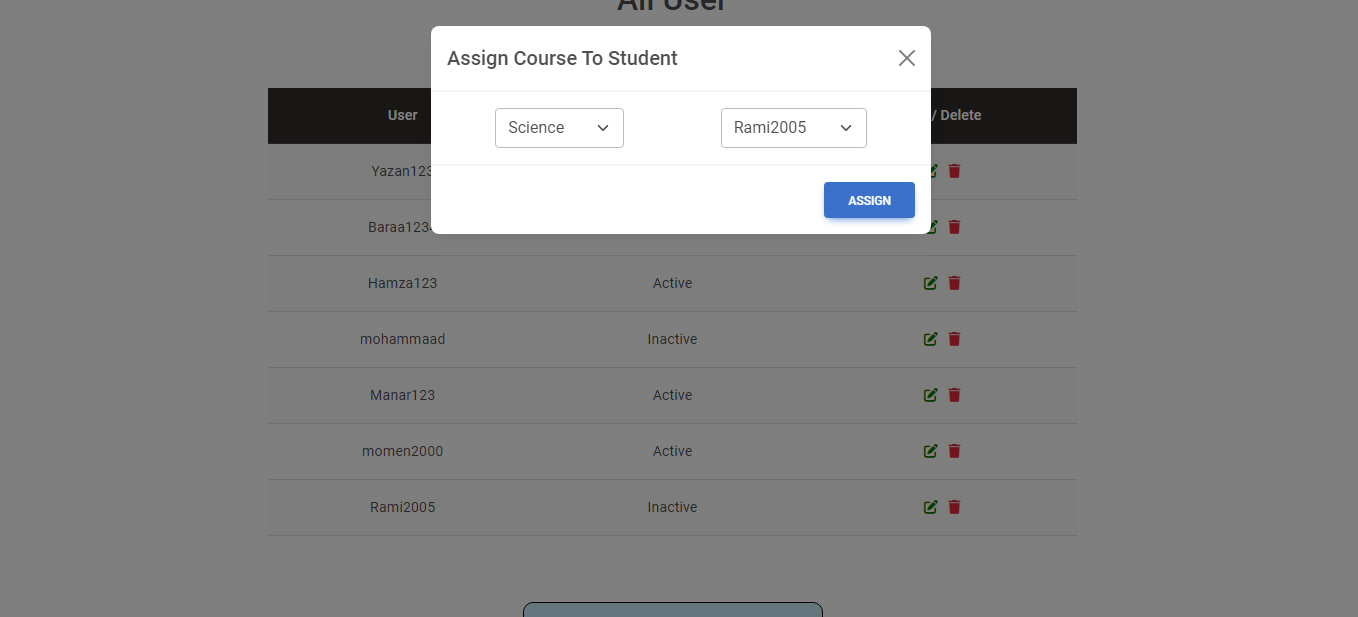 All User
Assign Course To Student
Science Rami2005
ASSIGN
User / Delete
Yazan123
Baraa123
Hamza123 Active
mohammaad Inactive
Manar123 Active
momen2000 Active
Rami2005 Inactive